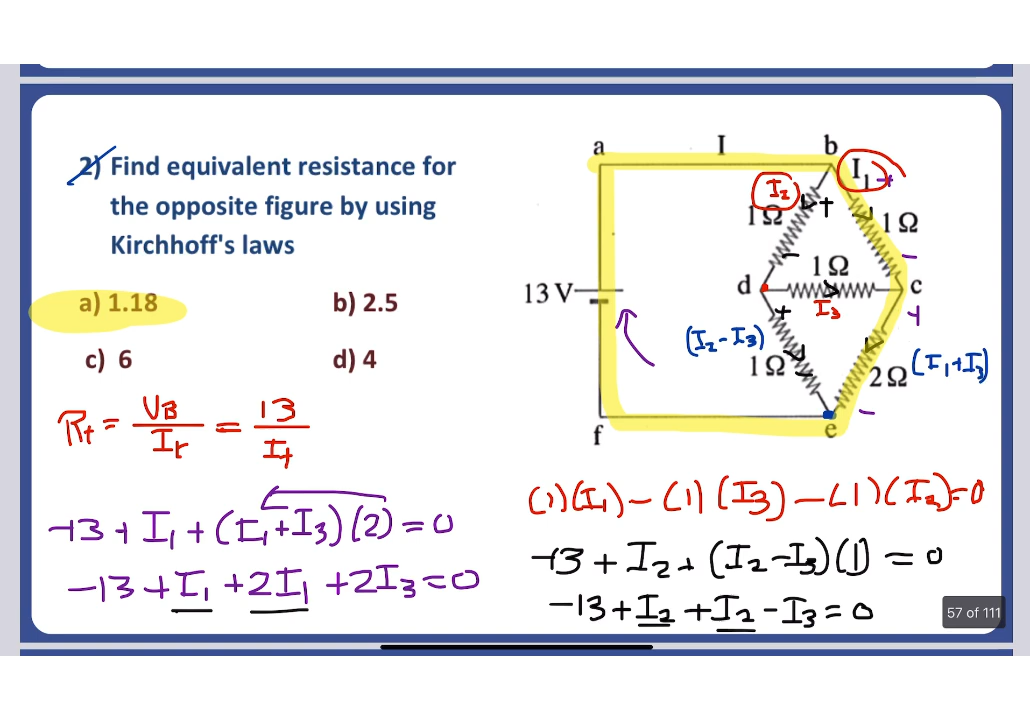 2) Find equivalent resistance for
the opposite figure by using
Kirchhoff's laws
a) 1.18
b) 2.5
c) 6
d) 4
a
I
b
I₁ +
I₂
1Ω
+
1Ω
1Ω
13 V
d
I₃
c
+
(I₂-I₃)
1Ω
2Ω
(I₁+I₃)
f
e
Rt = VB/It = 13/It
-13 + I₁ + (I₁+I₃)(2) = 0
-13 + I₁ + 2I₁ + 2I₃ = 0
(1)(I₁) - (1)(I₃) - (1)(I₂) = 0
-13 + I₂ + (I₂-I₃)(1) = 0
-13 + I₂ + I₂ - I₃ = 0
57 of 111